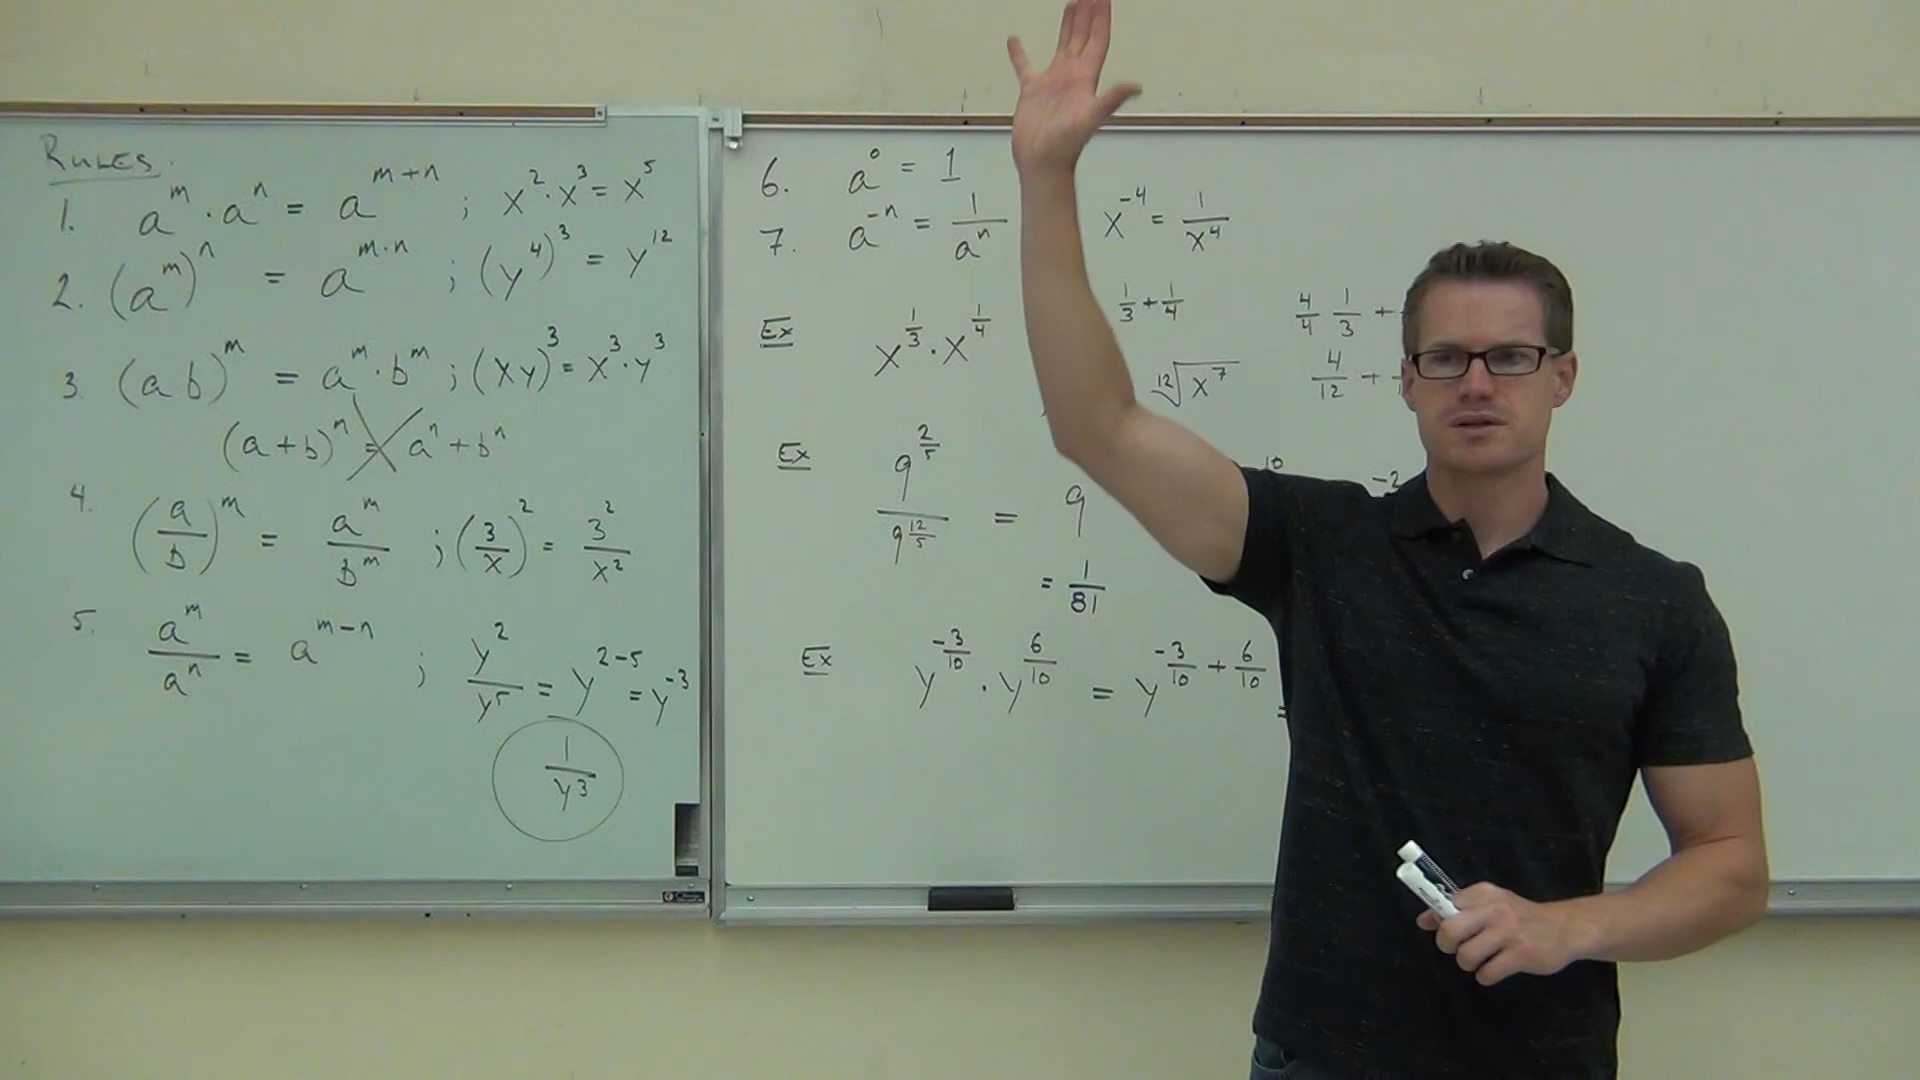 RULES:
1. a^m · a^n = a^(m+n) ; x^2 · x^3 = x^5
2. (a^m)^n = a^(m·n) ; (y^4)^3 = y^12
3. (ab)^m = a^m · b^m ; (xy)^3 = x^3 · y^3
(a+b)^n = a^n + b^n
4. (a/b)^m = a^m/b^m ; (3/x)^2 = 3^2/x^2
5. a^m/a^n = a^(m-n) ; y^2/y^5 = y^(2-5) = y^-3
1/y^3
6. a^0 = 1
7. a^-n = 1/a^n x^-4 = 1/x^4
Ex x^(1/3) · x^(1/4) 1/3 + 1/4 4/4 1/3 +
12√x^7 4/12 +
Ex 9^(2/5)/9^(12/5) = 9 10 -2
= 1/81
Ex y^(-3/10) · y^(6/10) = y^(-3/10 + 6/10) =